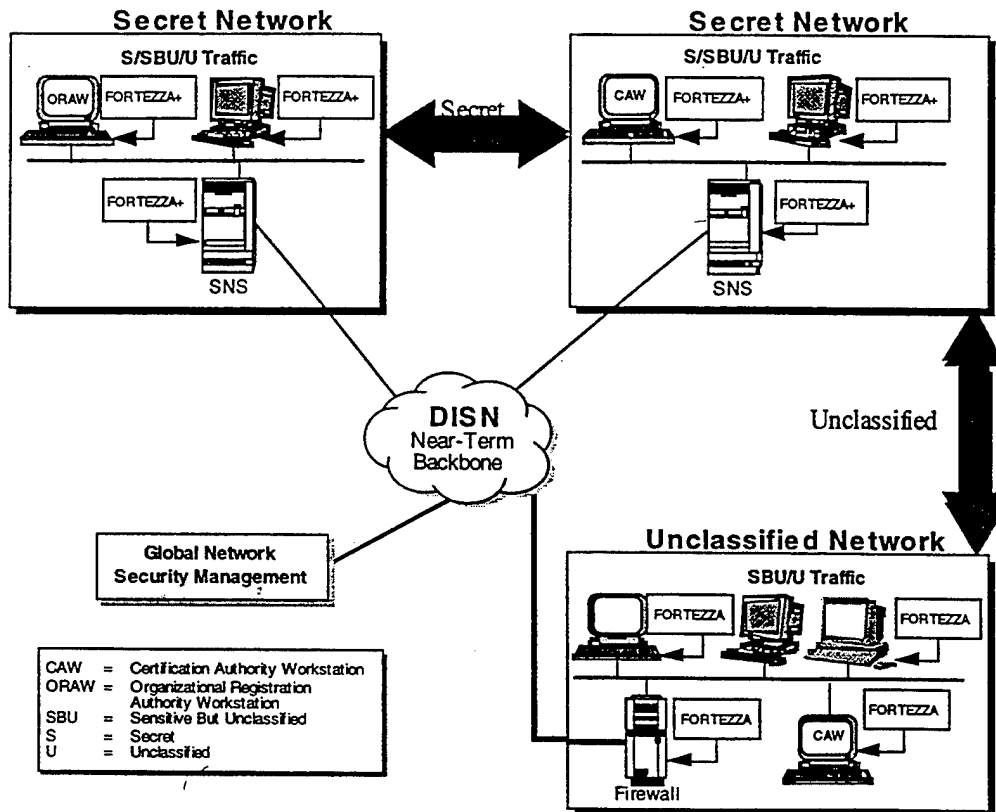 Secret Network
S/SBU/U Traffic
ORAW
FORTEZZA+
FORTEZZA+
FORTEZZA+
SNS
Secret
Secret Network
S/SBU/U Traffic
CAW
FORTEZZA+
FORTEZZA+
FORTEZZA+
SNS
DISN
Near-Term
Backbone
Unclassified
Global Network
Security Management
Unclassified Network
SBU/U Traffic
FORTEZZA
FORTEZZA
FORTEZZA
FORTEZZA
CAW
Firewall
CAW = Certification Authority Workstation
ORAW = Organizational Registration
Authority Workstation
SBU = Sensitive But Unclassified
S = Secret
U = Unclassified